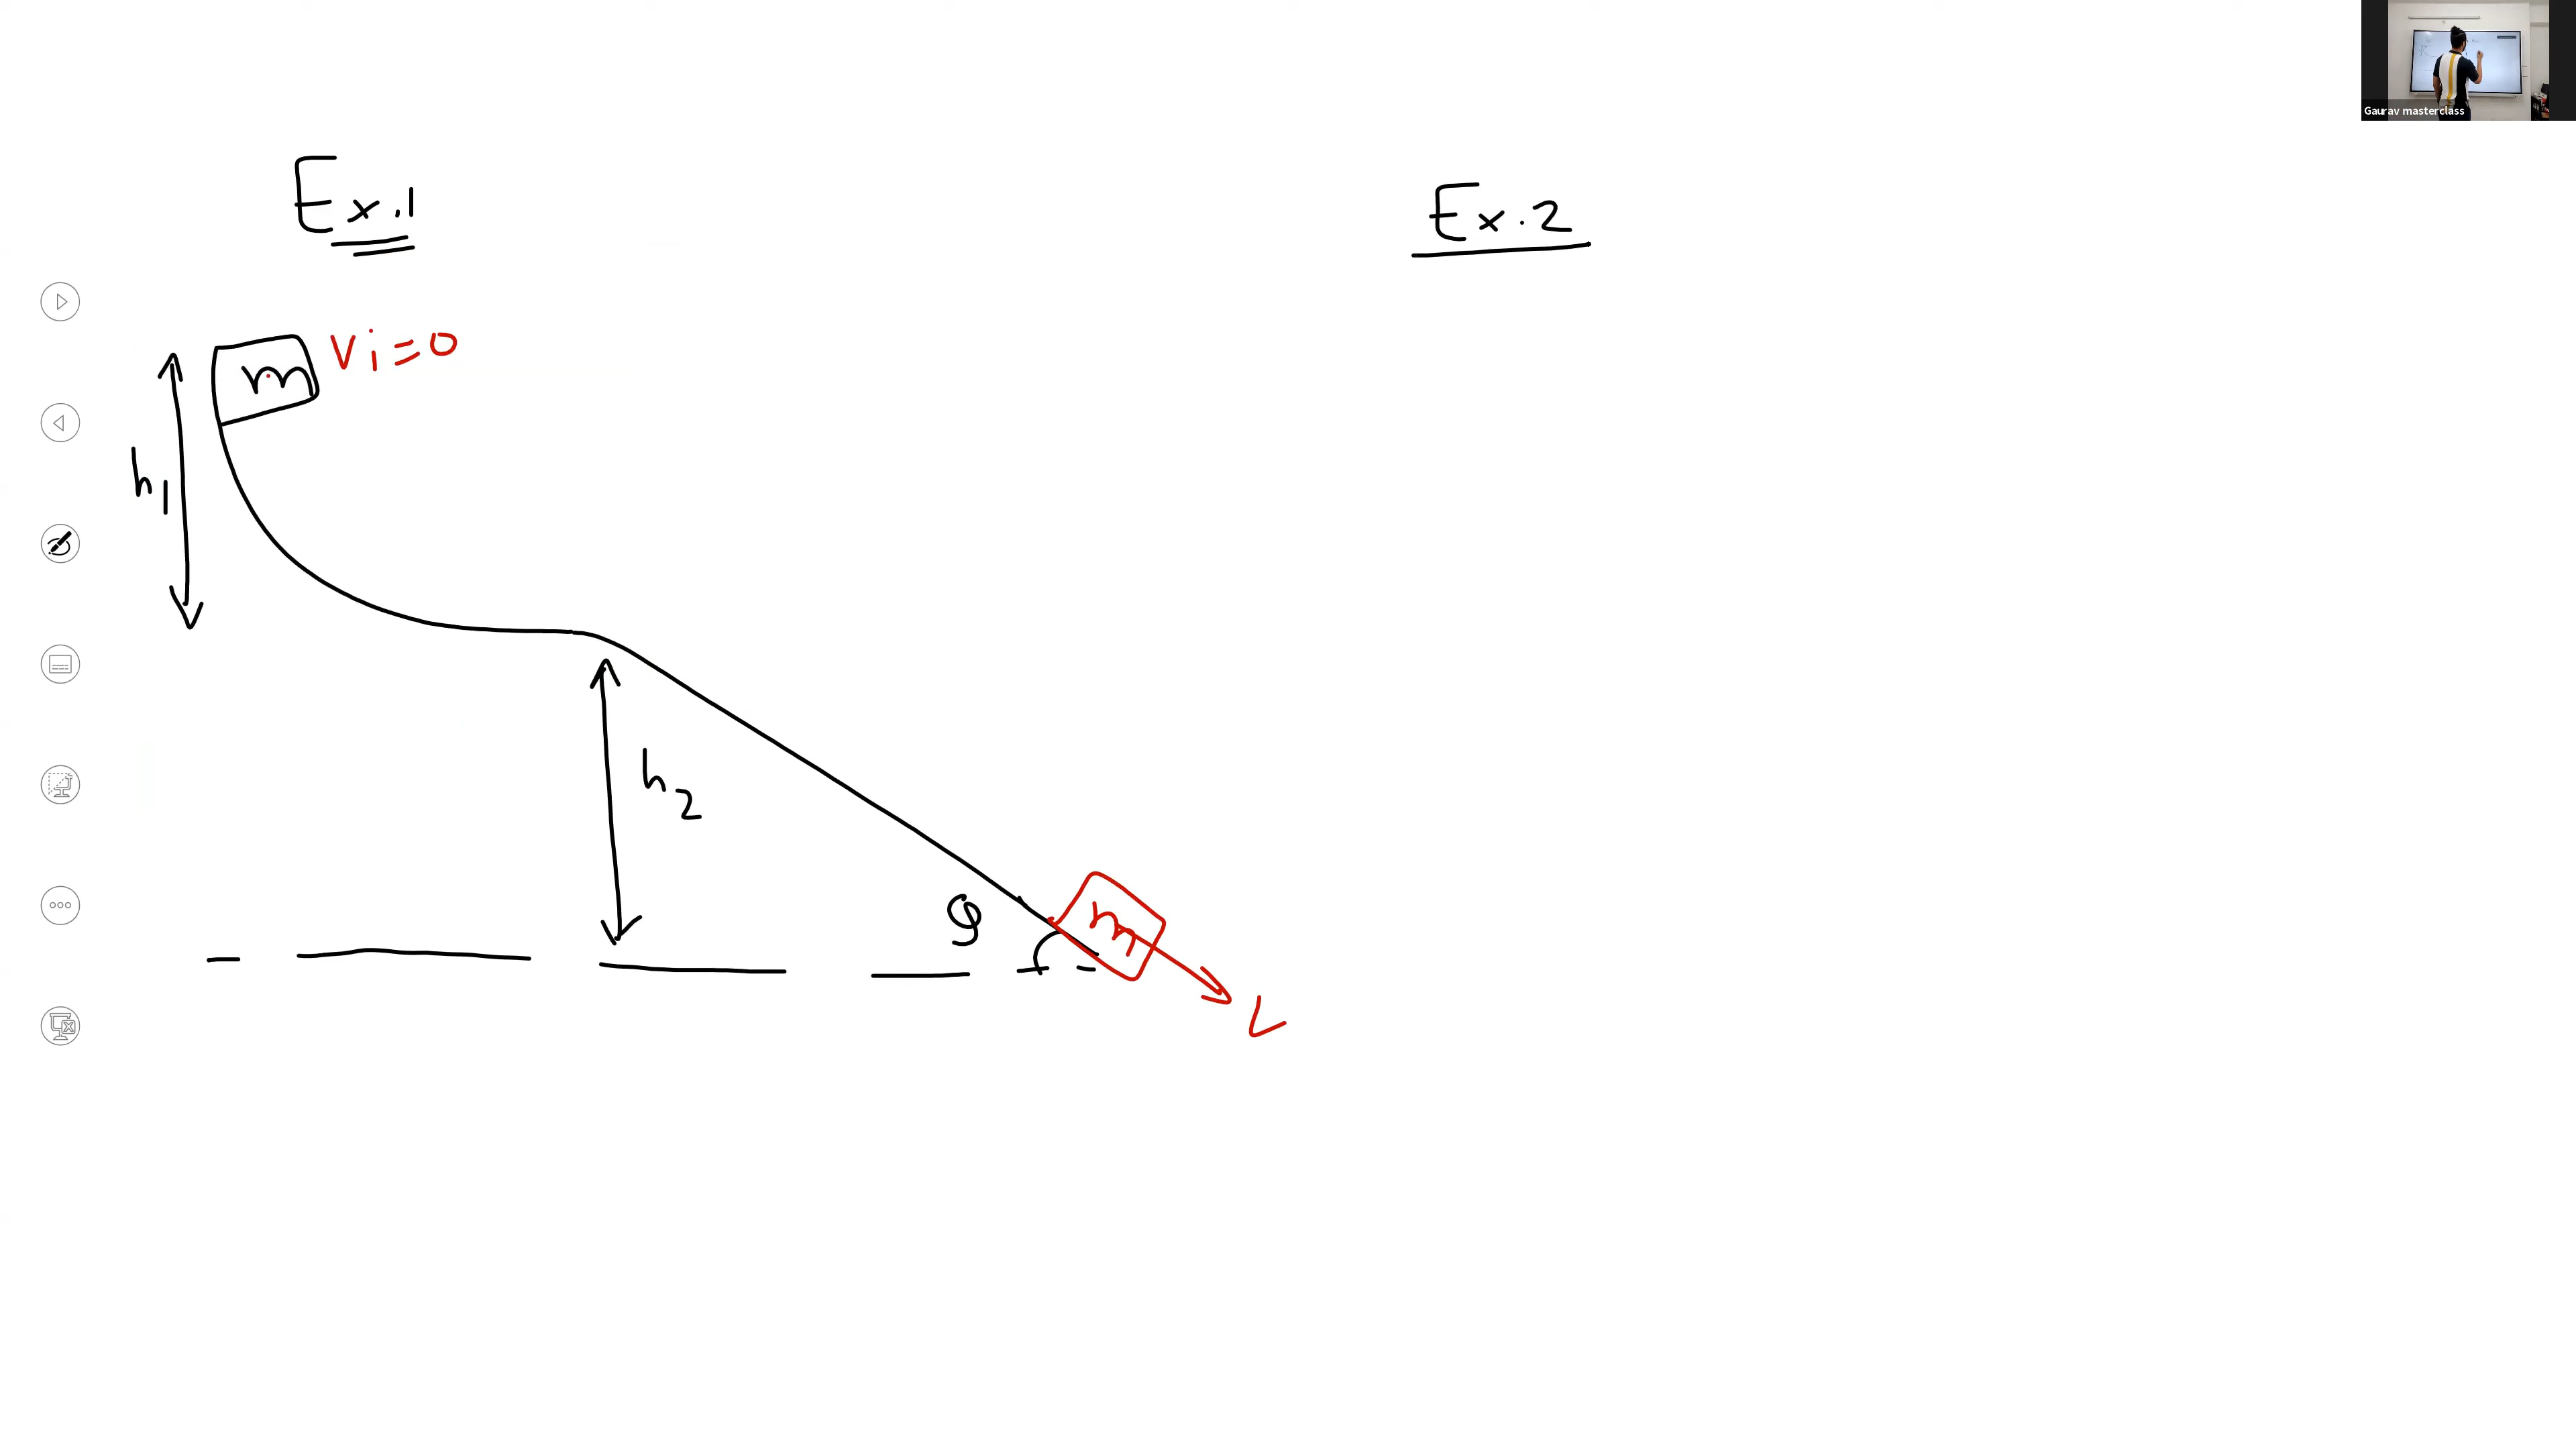 Ex.1
Ex.2
Vi=0
m
h1
h2
φ
m
V
Gaurav masterclass